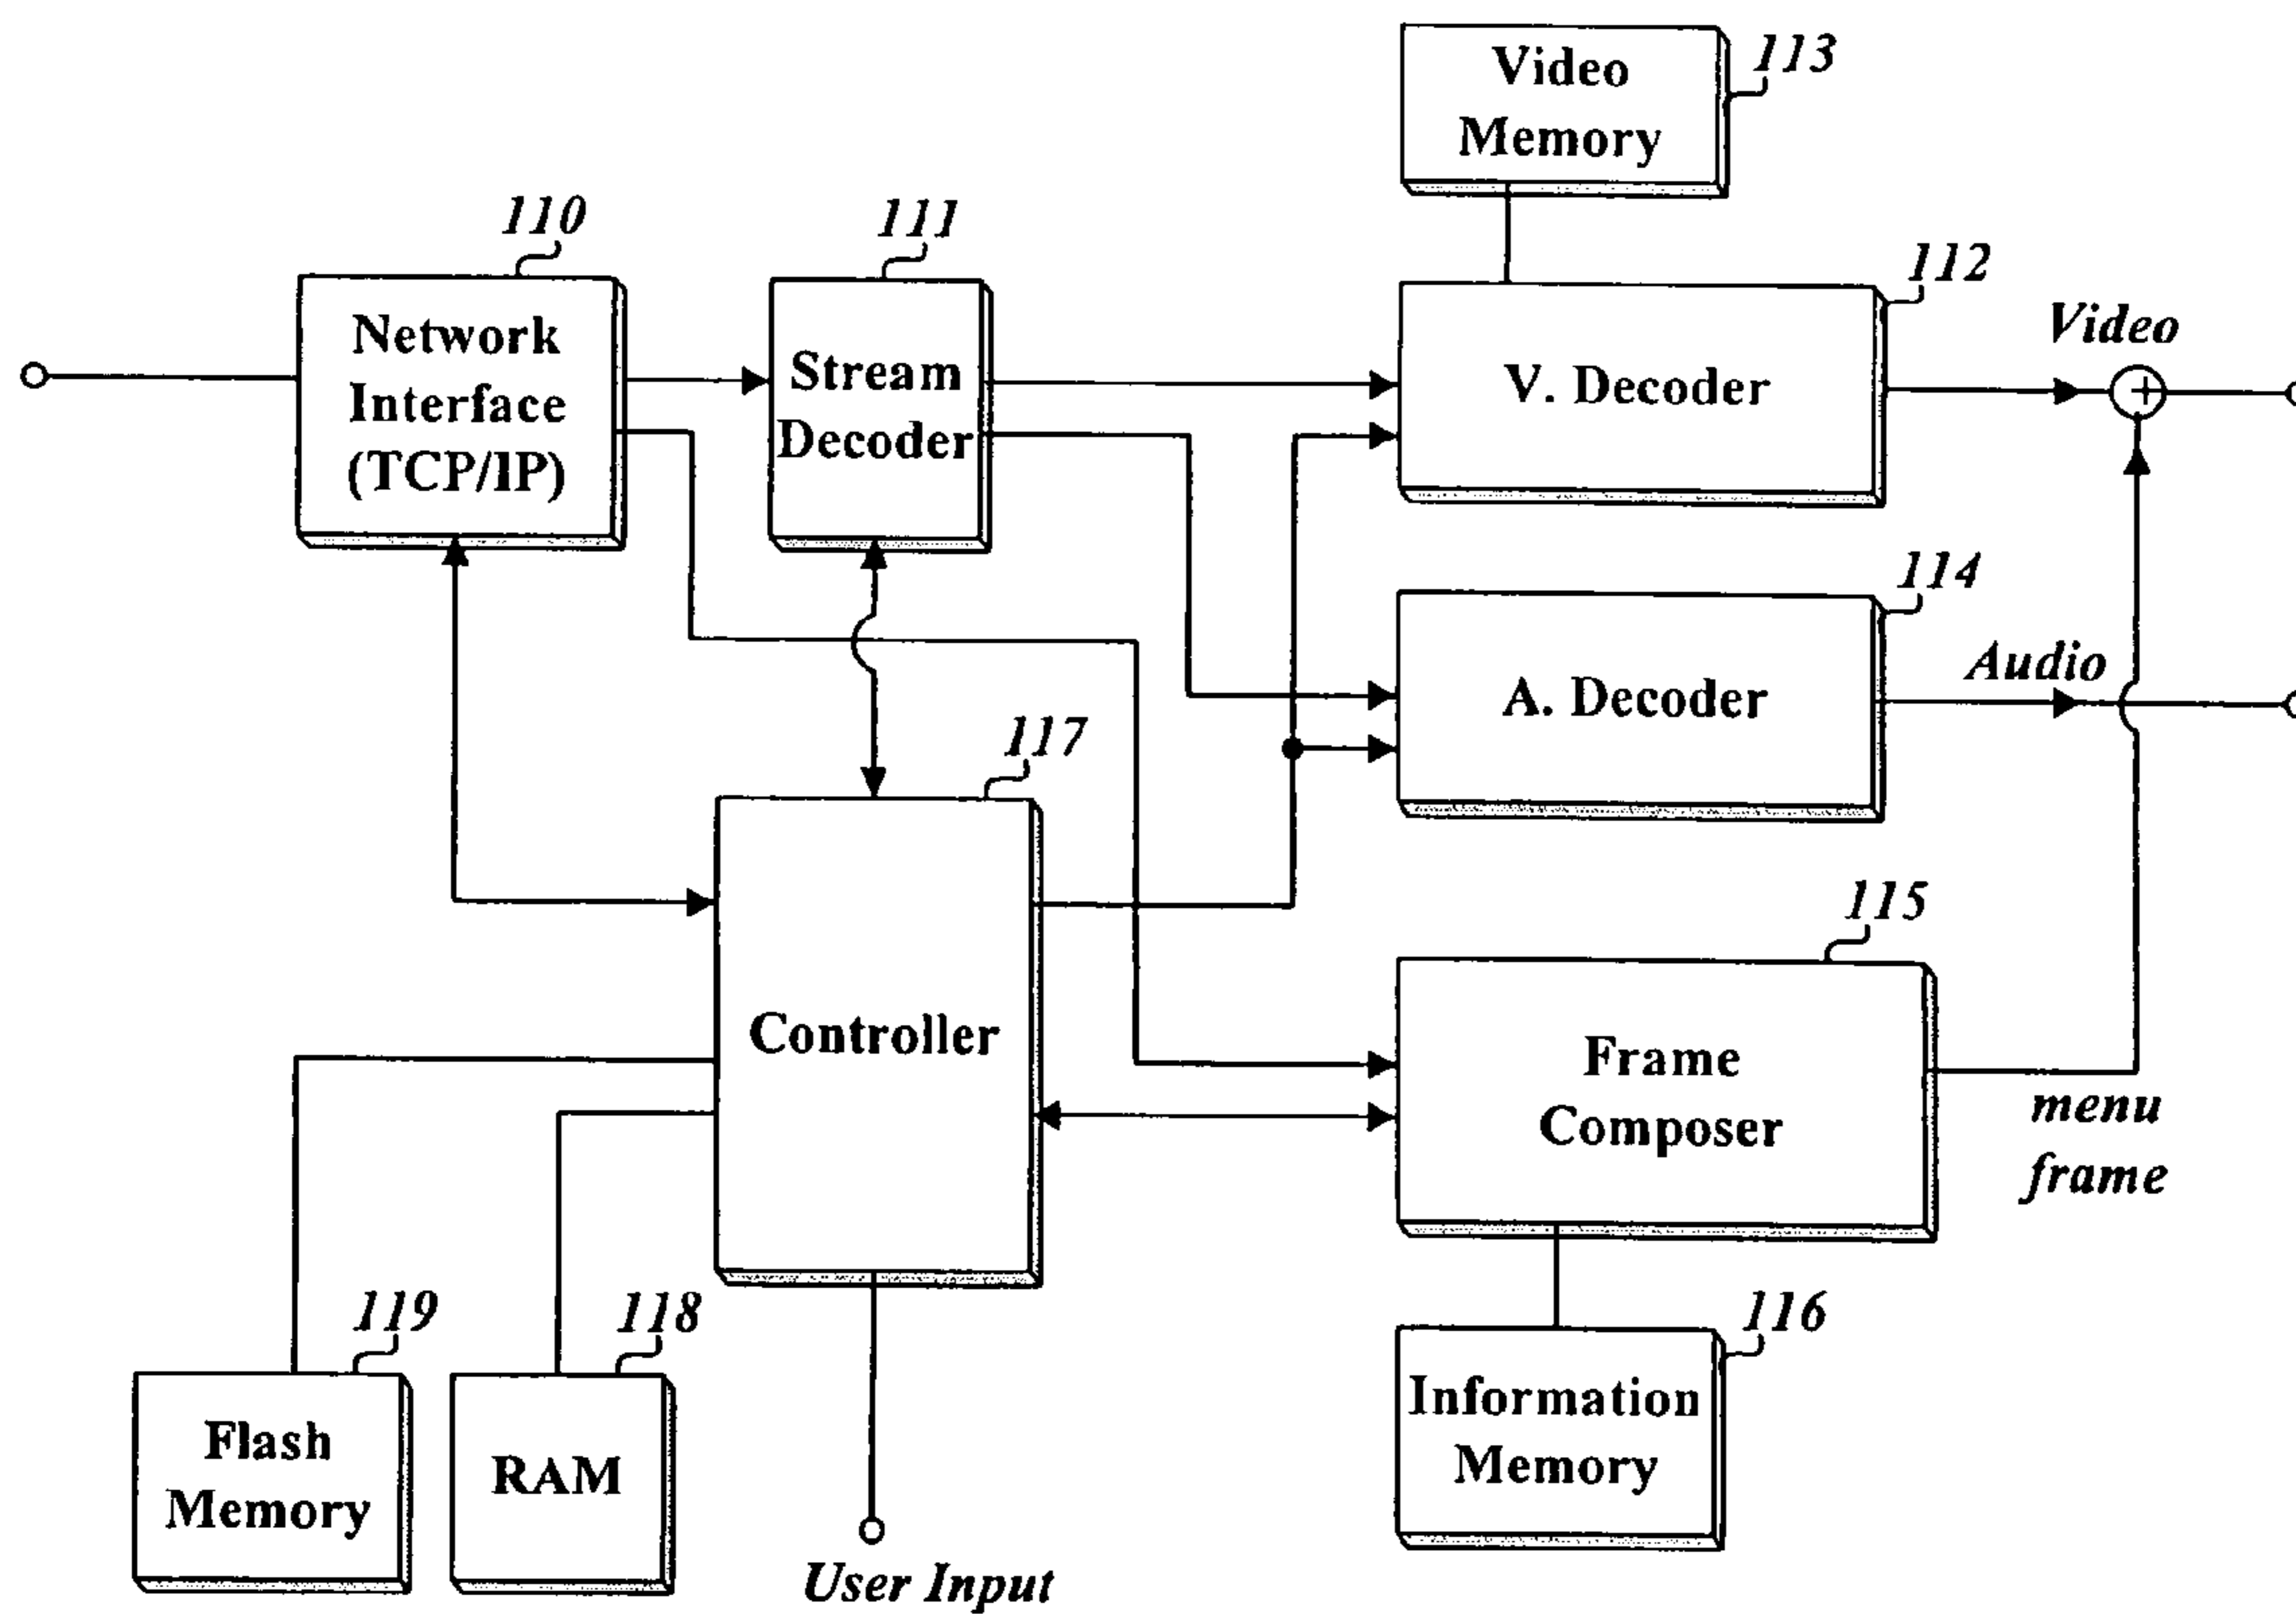 Video
Memory
113
110
111
112
Network
Interface
(TCP/IP)
Stream
Decoder
V. Decoder
Video
+
114
A. Decoder
Audio
117
115
Controller
Frame
Composer
menu
frame
119
118
116
Flash
Memory
RAM
Information
Memory
User Input